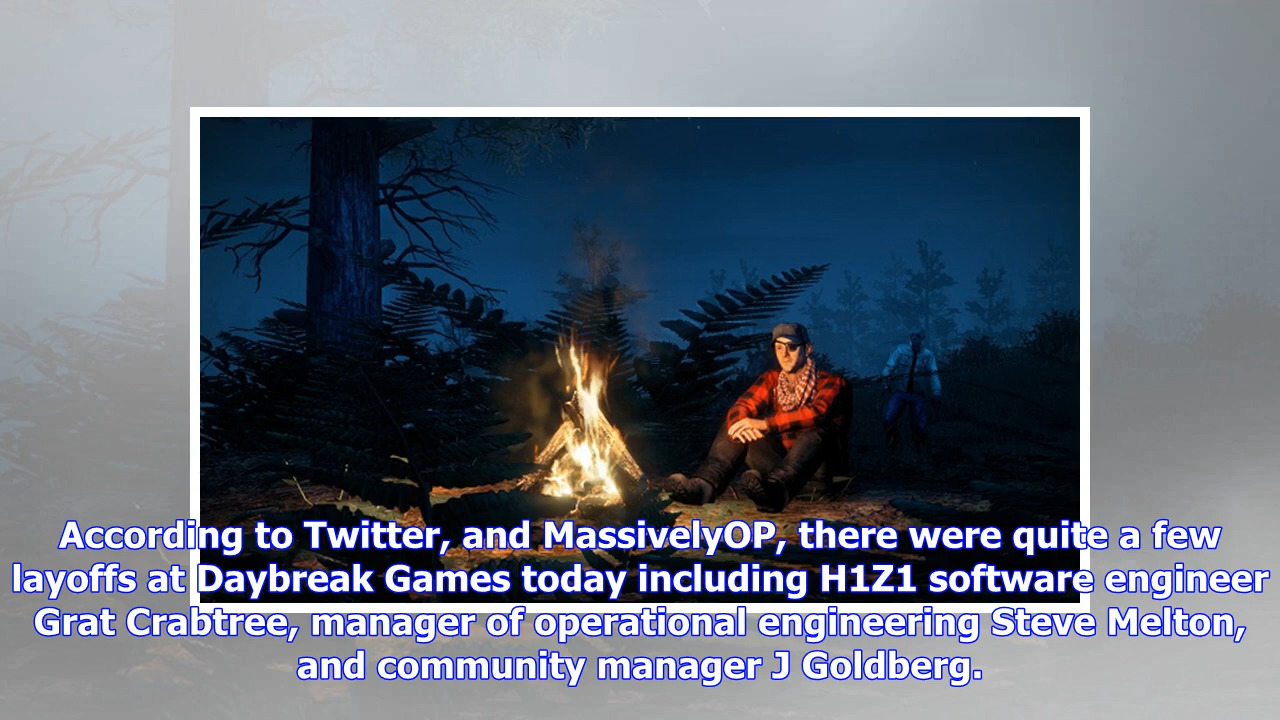 According to Twitter, and MassivelyOP, there were quite a few
layoffs at Daybreak Games today including H1Z1 software engineer
Grat Crabtree, manager of operational engineering Steve Melton,
and community manager J Goldberg.